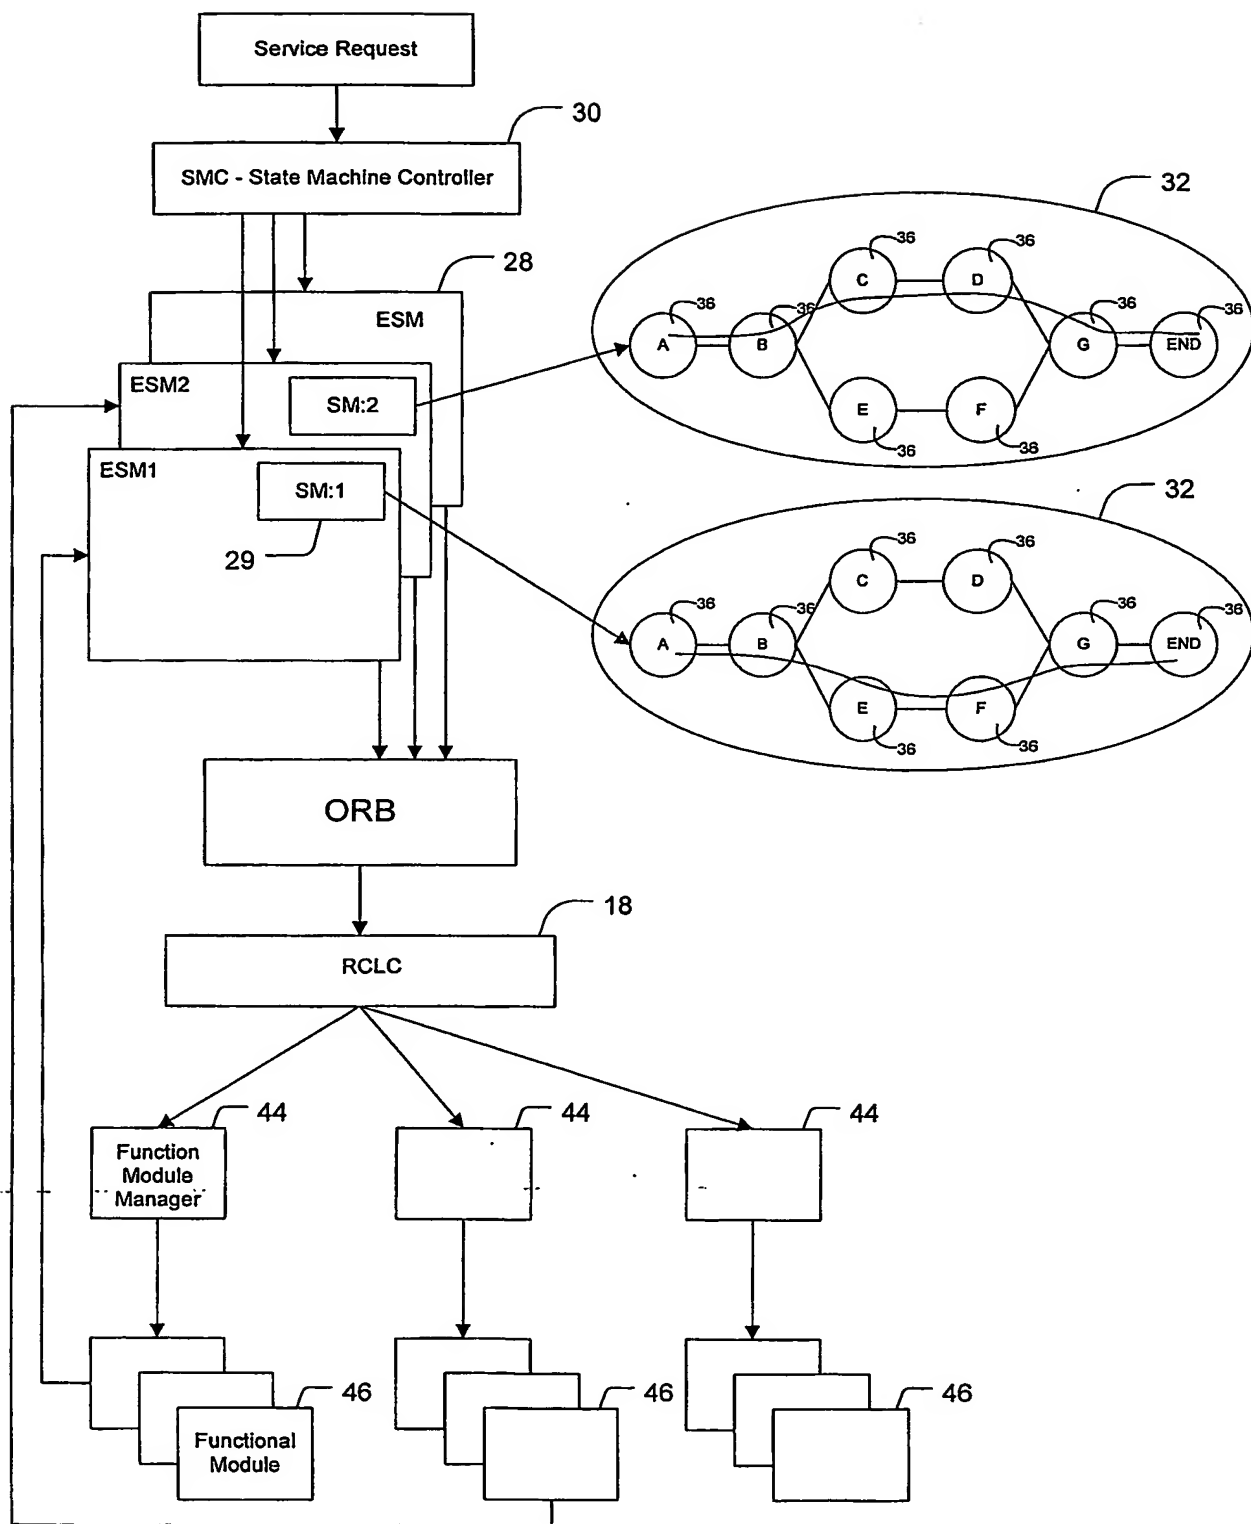 Service Request
30
SMC - State Machine Controller
32
28
ESM
36
36
C
D
36
36
36
36
A
B
G
END
ESM2
SM:2
E
F
36
36
ESM1
SM:1
29
32
36
36
C
D
36
36
36
36
A
B
G
END
E
F
36
36
ORB
18
RCLC
44
44
44
Function
Module
Manager
46
46
46
Functional
Module